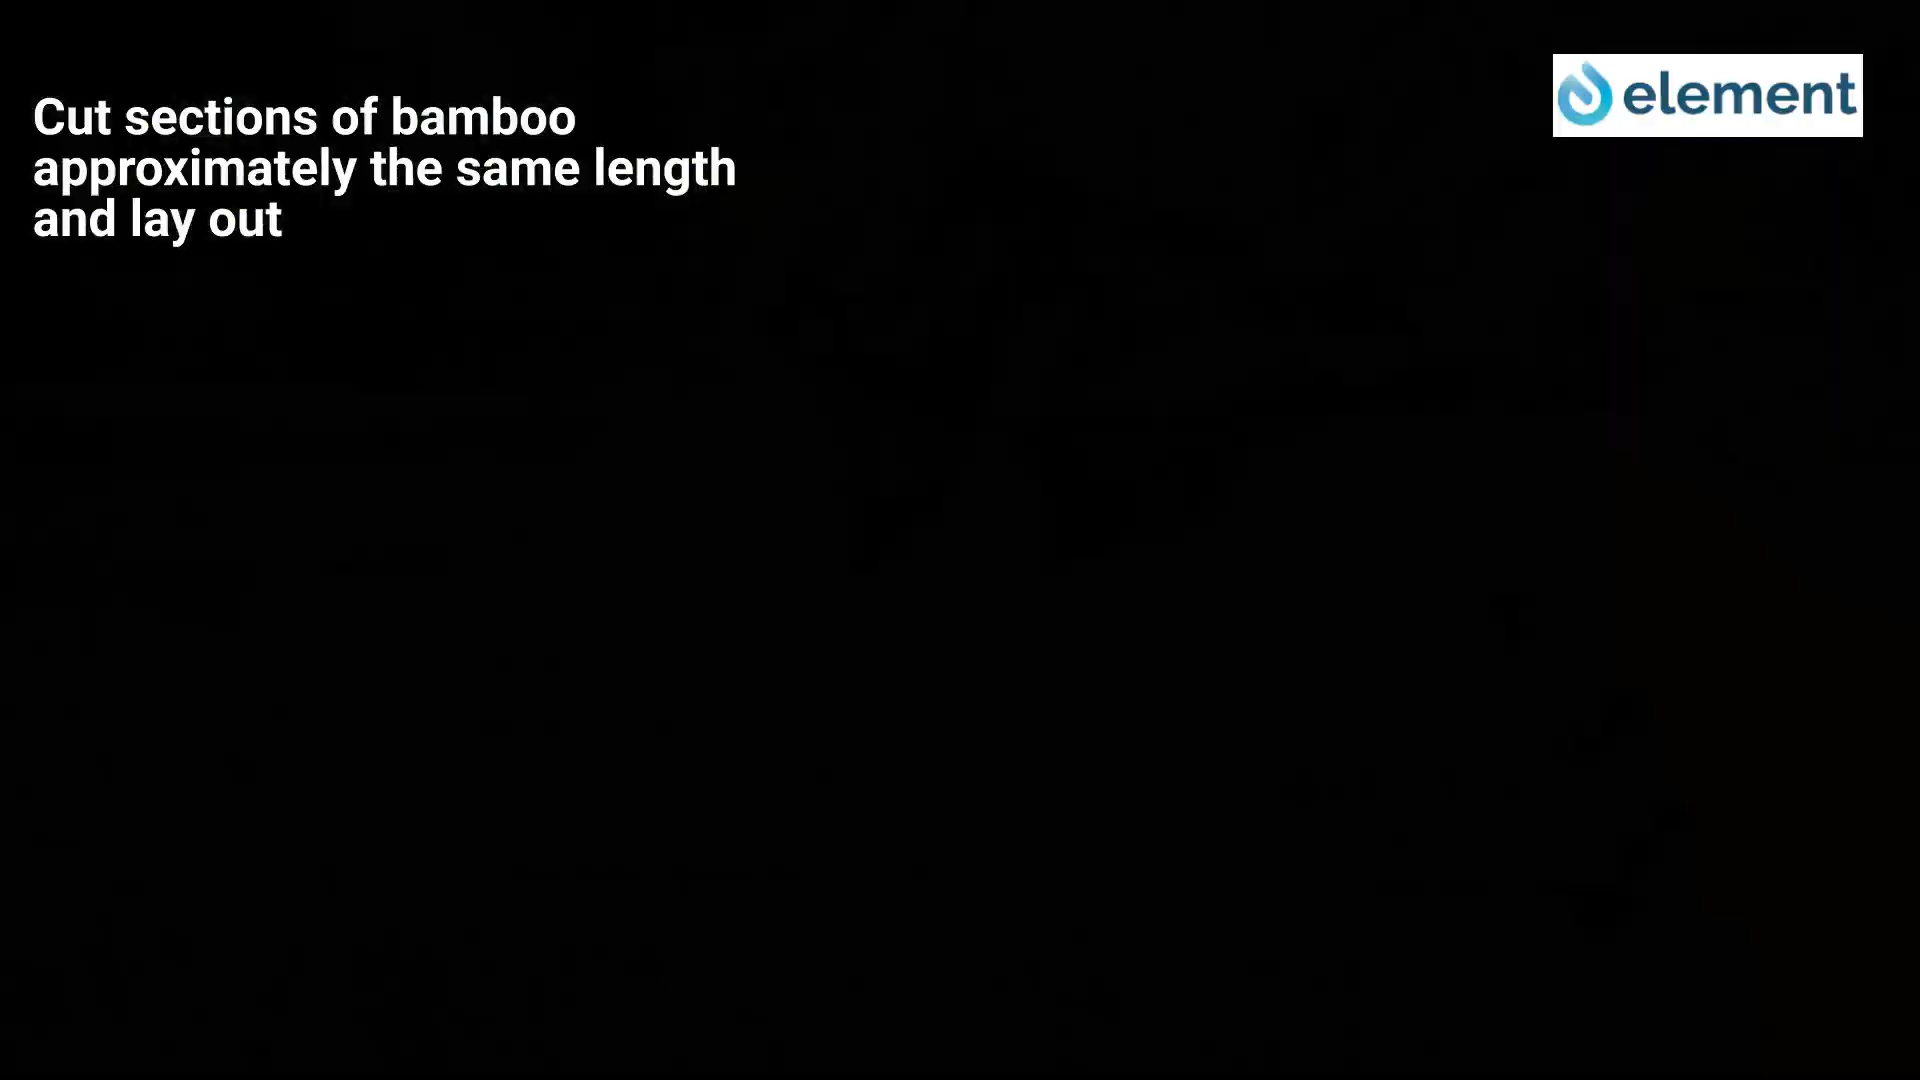 Cut sections of bamboo
approximately the same length
and lay out
element